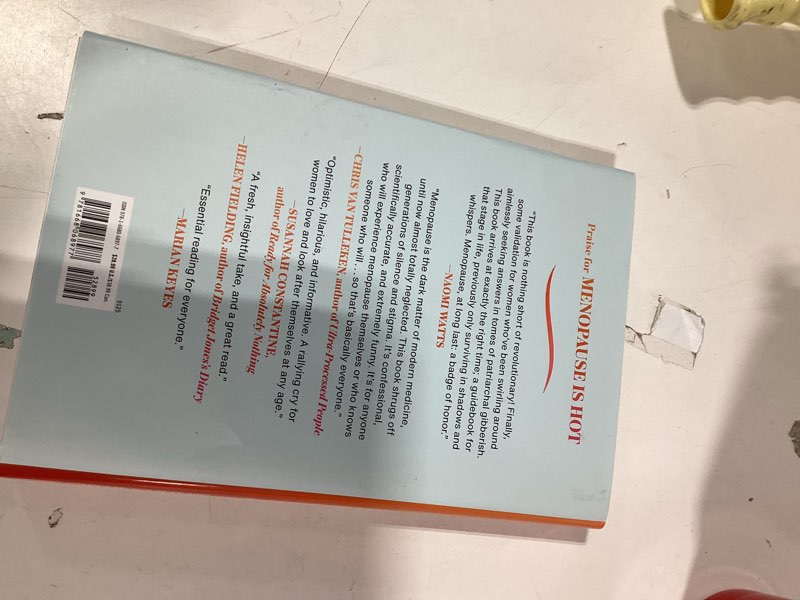 Praise for MENOPAUSE IS HOT
"This book is nothing short of revolutionary! Finally,
some validation for women who've been swirling around
aimlessly seeking answers in tomes of patriarchal gibberish.
This book arrives at exactly the right time; a guidebook for
that stage in life, previously only surviving in shadows and
whispers. Menopause, at long last: a badge of honor."
—NAOMI WATTS
"Menopause is the dark matter of modern medicine,
until now almost totally neglected. This book shrugs off
generations of silence and stigma. It's confessional,
scientifically accurate, and extremely funny. It's for anyone
who will experience menopause themselves or who knows
someone who will . . . so that's basically everyone."
—CHRIS VAN TULLEKEN, author of Ultra-Processed People
"Optimistic, hilarious, and informative. A rallying cry for
women to love and look after themselves at any age."
—SUSANNAH CONSTANTINE,
author of Ready for Absolutely Nothing
"A fresh, insightful take, and a great read."
—HELEN FIELDING, author of Bridget Jones's Diary
"Essential reading for everyone."
—MARIAN KEYES
0125